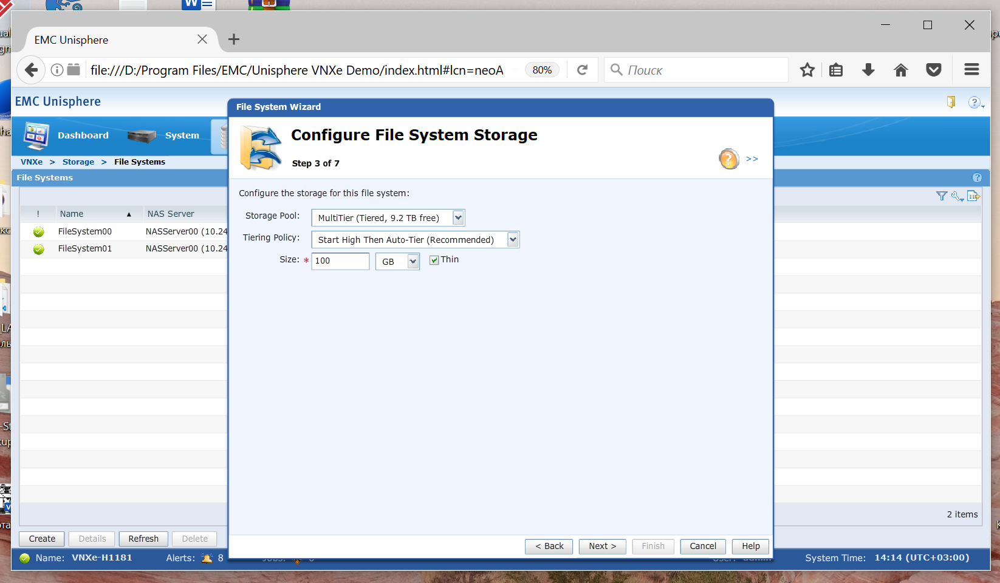 W
EMC Unisphere
file:///D:/Program Files/EMC/Unisphere VNXe Demo/index.html#lcn=neoA
80%
Поиск
EMC Unisphere
File System Wizard
Dashboard
System
Configure File System Storage
Step 3 of 7
>>
VNXe > Storage > File Systems
File Systems
Configure the storage for this file system:
! Name NAS Server
FileSystem00 NASServer00 (10.24
FileSystem01 NASServer00 (10.24
Storage Pool: MultiTier (Tiered, 9.2 TB free)
Tiering Policy: Start High Then Auto-Tier (Recommended)
Size: * 100 GB Thin
2 items
Create Details Refresh Delete
< Back Next > Finish Cancel Help
Name: VNXe-H1181 Alerts: 8
System Time: 14:14 (UTC+03:00)